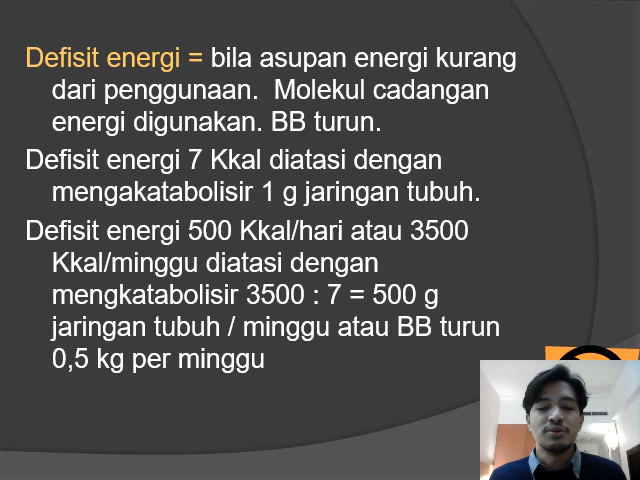 Defisit energi = bila asupan energi kurang
dari penggunaan.  Molekul cadangan
energi digunakan. BB turun.
Defisit energi 7 Kkal diatasi dengan
mengakatabolisir 1 g jaringan tubuh.
Defisit energi 500 Kkal/hari atau 3500
Kkal/minggu diatasi dengan
mengkatabolisir 3500 : 7 = 500 g
jaringan tubuh / minggu atau BB turun
0,5 kg per minggu